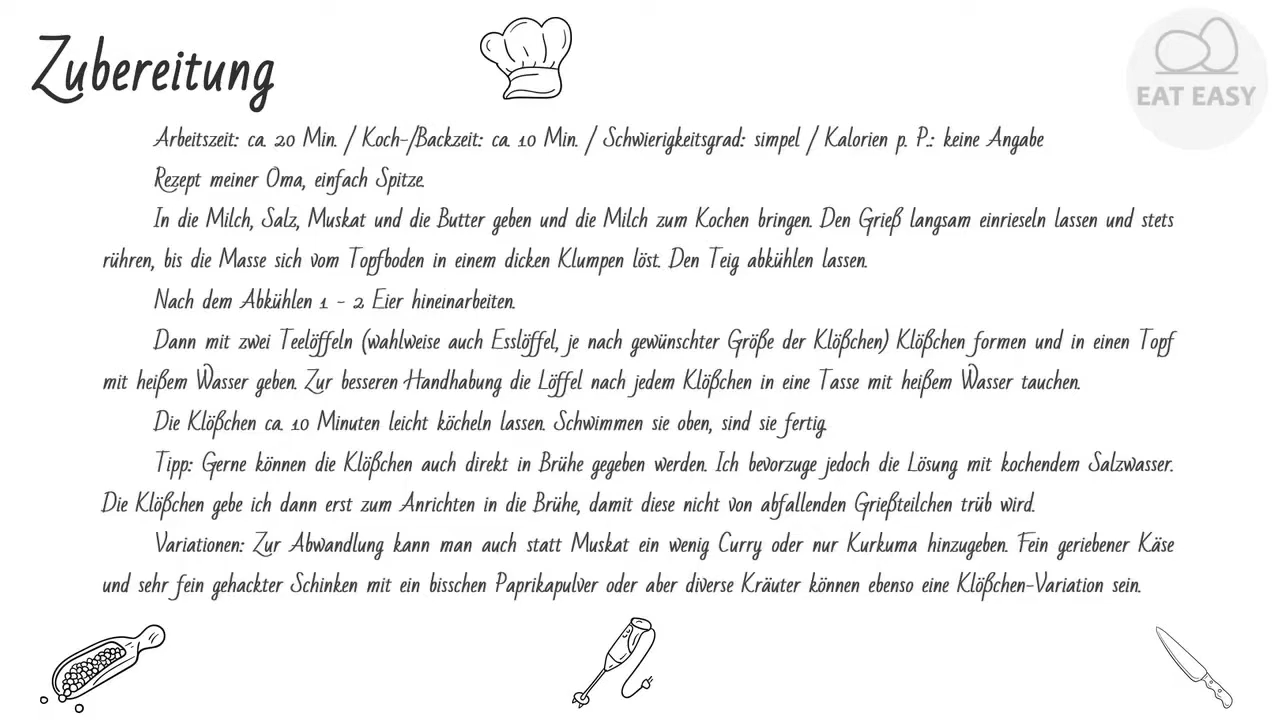 Zubereitung
EAT EASY
Arbeitszeit: ca. 20 Min. / Koch-/Backzeit: ca. 10 Min. / Schwierigkeitsgrad: simpel / Kalorien p. P.: keine Angabe
Rezept meiner Oma, einfach Spitze.
In die Milch, Salz, Muskat und die Butter geben und die Milch zum Kochen bringen. Den Grieß langsam einrieseln lassen und stets
rühren, bis die Masse sich vom Topfboden in einem dicken Klumpen löst. Den Teig abkühlen lassen.
Nach dem Abkühlen 1 - 2 Eier hineinarbeiten.
Dann mit zwei Teelöffeln (wahlweise auch Esslöffel, je nach gewünschter Größe der Klößchen) Klößchen formen und in einen Topf
mit heißem Wasser geben. Zur besseren Handhabung die Löffel nach jedem Klößchen in eine Tasse mit heißem Wasser tauchen.
Die Klößchen ca. 10 Minuten leicht köcheln lassen. Schwimmen sie oben, sind sie fertig.
Tipp: Gerne können die Klößchen auch direkt in Brühe gegeben werden. Ich bevorzuge jedoch die Lösung mit kochendem Salzwasser.
Die Klößchen gebe ich dann erst zum Anrichten in die Brühe, damit diese nicht von abfallenden Grießteilchen trüb wird.
Variationen: Zur Abwandlung kann man auch statt Muskat ein wenig Curry oder nur Kurkuma hinzugeben. Fein geriebener Käse
und sehr fein gehackter Schinken mit ein bisschen Paprikapulver oder aber diverse Kräuter können ebenso eine Klößchen-Variation sein.